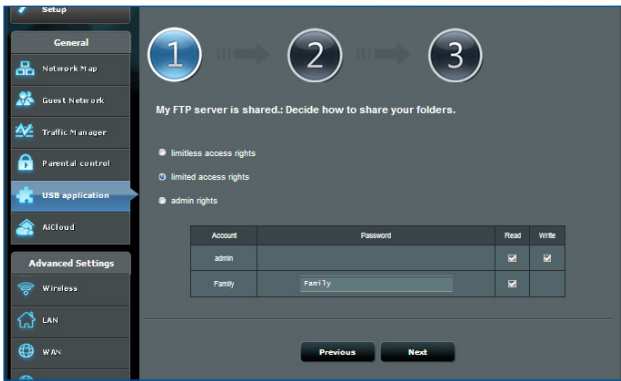 Setup
General
Network Map
Guest Network
Traffic Manager
Parental control
USB application
AiCloud
Advanced Settings
Wireless
LAN
WAN
1 2 3
My FTP server is shared.: Decide how to share your folders.
limitless access rights
limited access rights
admin rights
Account Password Read Write
admin
Family Family
Previous Next